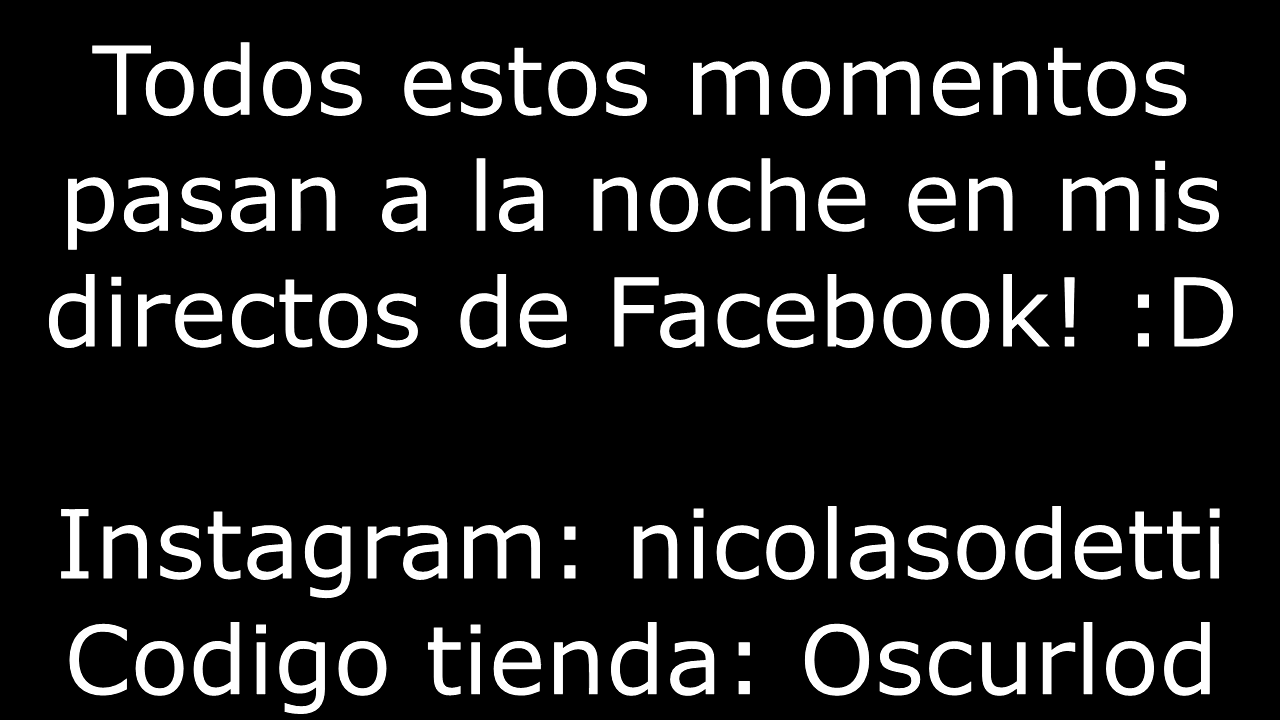 Todos estos momentos
pasan a la noche en mis
directos de Facebook! :D
Instagram: nicolasodetti
Codigo tienda: Oscurlod